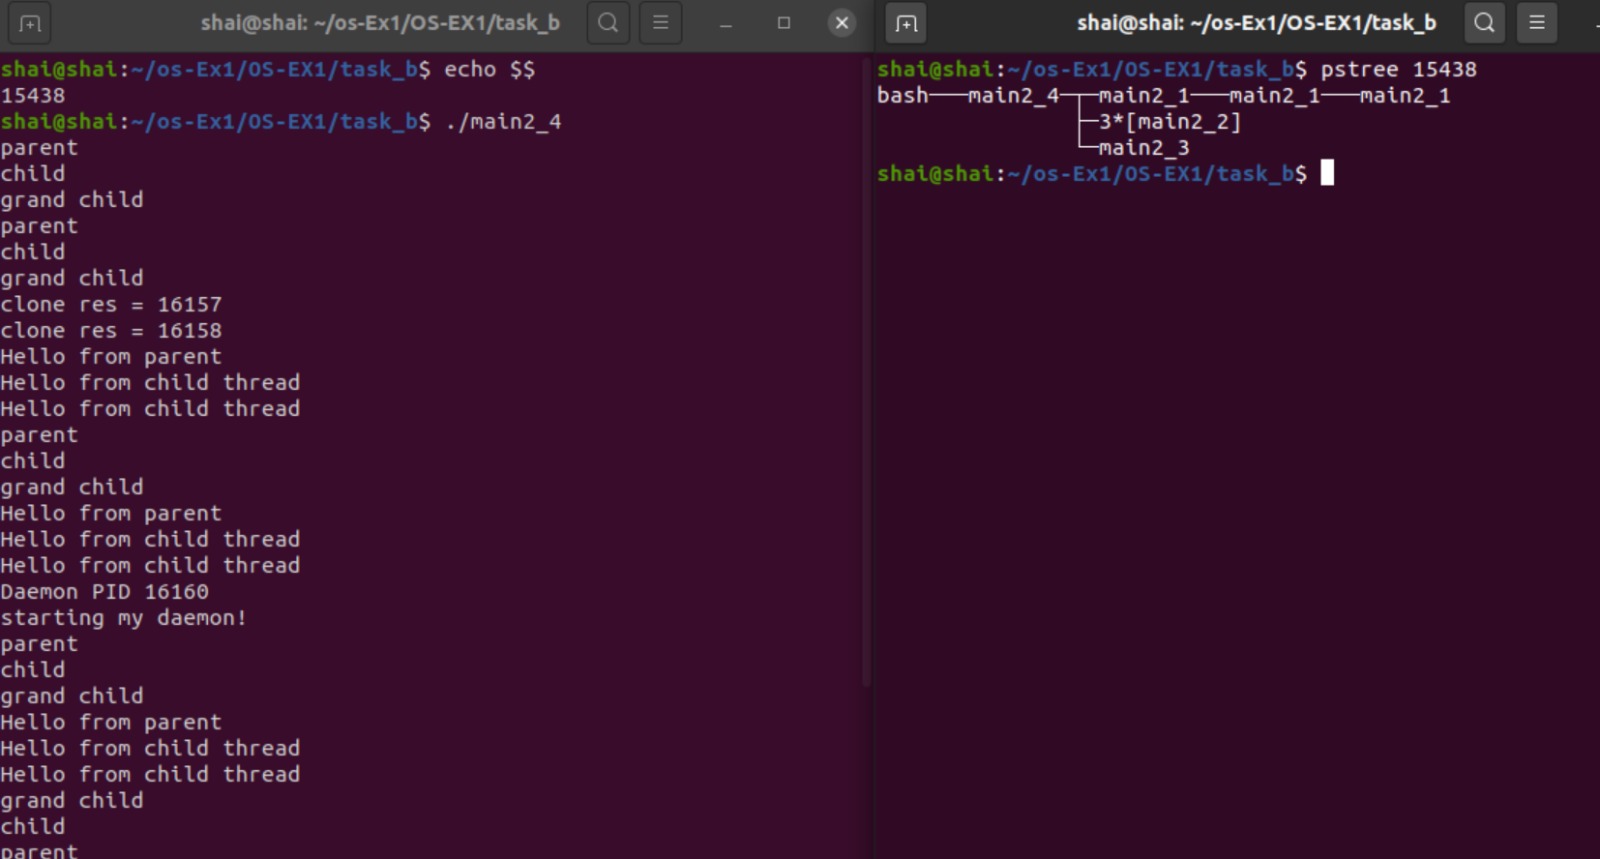 shai@shai: ~/os-Ex1/OS-EX1/task_b
shai@shai:~/os-Ex1/OS-EX1/task_b$ echo $$
15438
shai@shai:~/os-Ex1/OS-EX1/task_b$ ./main2_4
parent
child
grand child
parent
child
grand child
clone res = 16157
clone res = 16158
Hello from parent
Hello from child thread
Hello from child thread
parent
child
grand child
Hello from parent
Hello from child thread
Hello from child thread
Daemon PID 16160
starting my daemon!
parent
child
grand child
Hello from parent
Hello from child thread
Hello from child thread
grand child
child
parent
shai@shai: ~/os-Ex1/OS-EX1/task_b
shai@shai:~/os-Ex1/OS-EX1/task_b$ pstree 15438
bash───main2_4─┬─main2_1───main2_1───main2_1
               ├─3*[main2_2]
               └─main2_3
shai@shai:~/os-Ex1/OS-EX1/task_b$